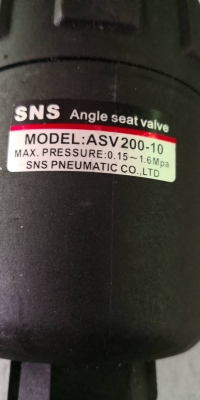 SNS Angle seat valve
MODEL:ASV200-10
MAX. PRESSURE:0.15~1.6Mpa
SNS PNEUMATIC CO.,LTD